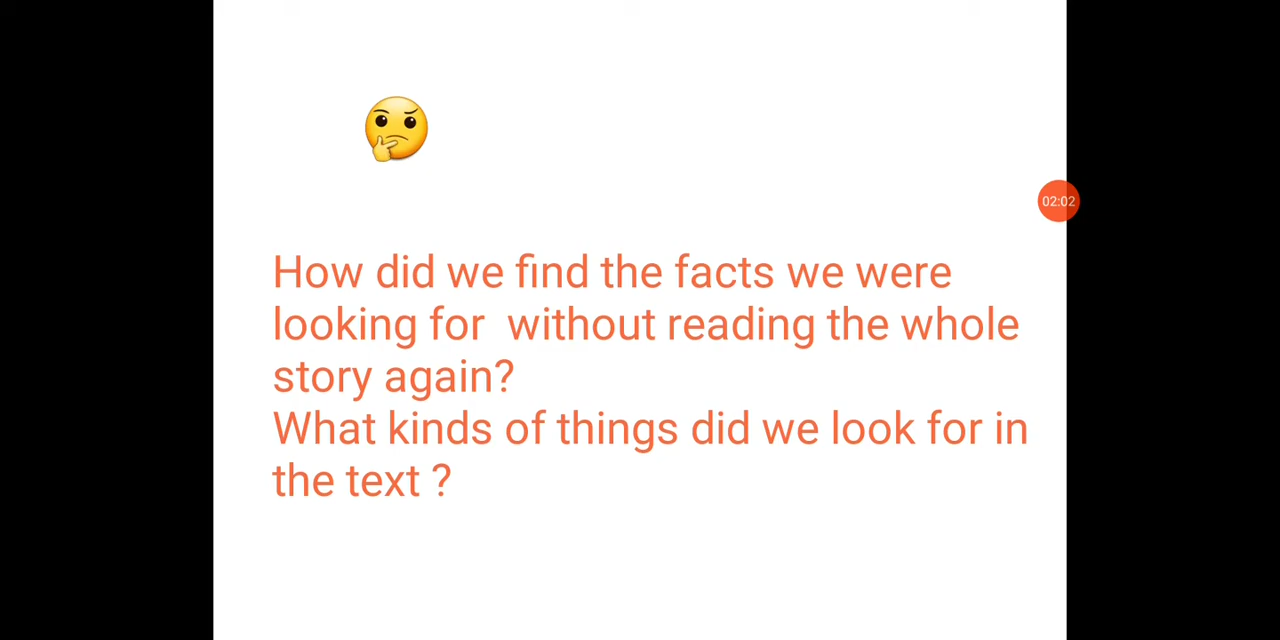 02:02
How did we find the facts we were
looking for  without reading the whole
story again?
What kinds of things did we look for in
the text ?